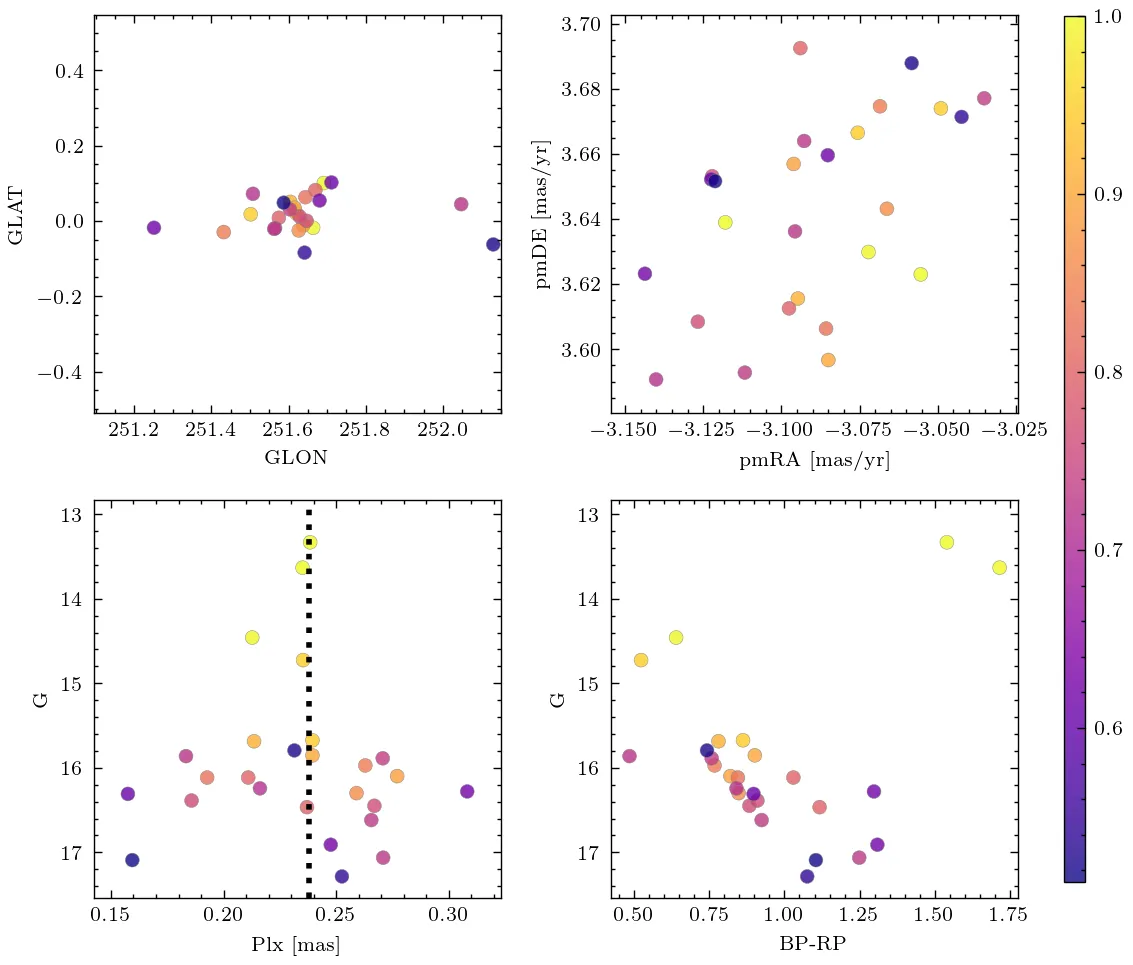 0.4
0.2
0.0
−0.2
−0.4
GLAT
251.2 251.4 251.6 251.8 252.0
GLON
3.70
3.68
3.66
3.64
3.62
3.60
pmDE [mas/yr]
−3.150 −3.125 −3.100 −3.075 −3.050 −3.025
pmRA [mas/yr]
13
14
15
16
17
G
0.15 0.20 0.25 0.30
Plx [mas]
13
14
15
16
17
G
0.50 0.75 1.00 1.25 1.50 1.75
BP-RP
1.0
0.9
0.8
0.7
0.6